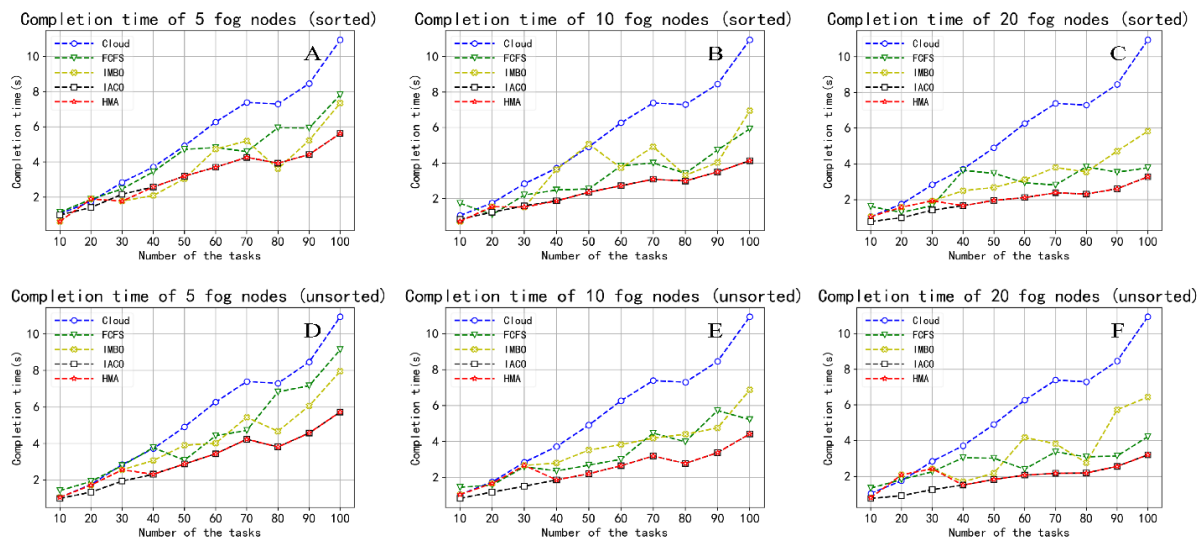 Completion time of 5 fog nodes (sorted)
A
Cloud
FCFS
IMBO
IACO
HMA
Completion time(s)
10
8
6
4
2
10 20 30 40 50 60 70 80 90 100
Number of the tasks
Completion time of 10 fog nodes (sorted)
B
Cloud
FCFS
IMBO
IACO
HMA
Completion time(s)
10
8
6
4
2
10 20 30 40 50 60 70 80 90 100
Number of the tasks
Completion time of 20 fog nodes (sorted)
C
Cloud
FCFS
IMBO
IACO
HMA
Completion time(s)
10
8
6
4
2
10 20 30 40 50 60 70 80 90 100
Number of the tasks
Completion time of 5 fog nodes (unsorted)
D
Cloud
FCFS
IMBO
IACO
HMA
Completion time(s)
10
8
6
4
2
10 20 30 40 50 60 70 80 90 100
Number of the tasks
Completion time of 10 fog nodes (unsorted)
E
Cloud
FCFS
IMBO
IACO
HMA
Completion time(s)
10
8
6
4
2
10 20 30 40 50 60 70 80 90 100
Number of the tasks
Completion time of 20 fog nodes (unsorted)
F
Cloud
FCFS
IMBO
IACO
HMA
Completion time(s)
10
8
6
4
2
10 20 30 40 50 60 70 80 90 100
Number of the tasks